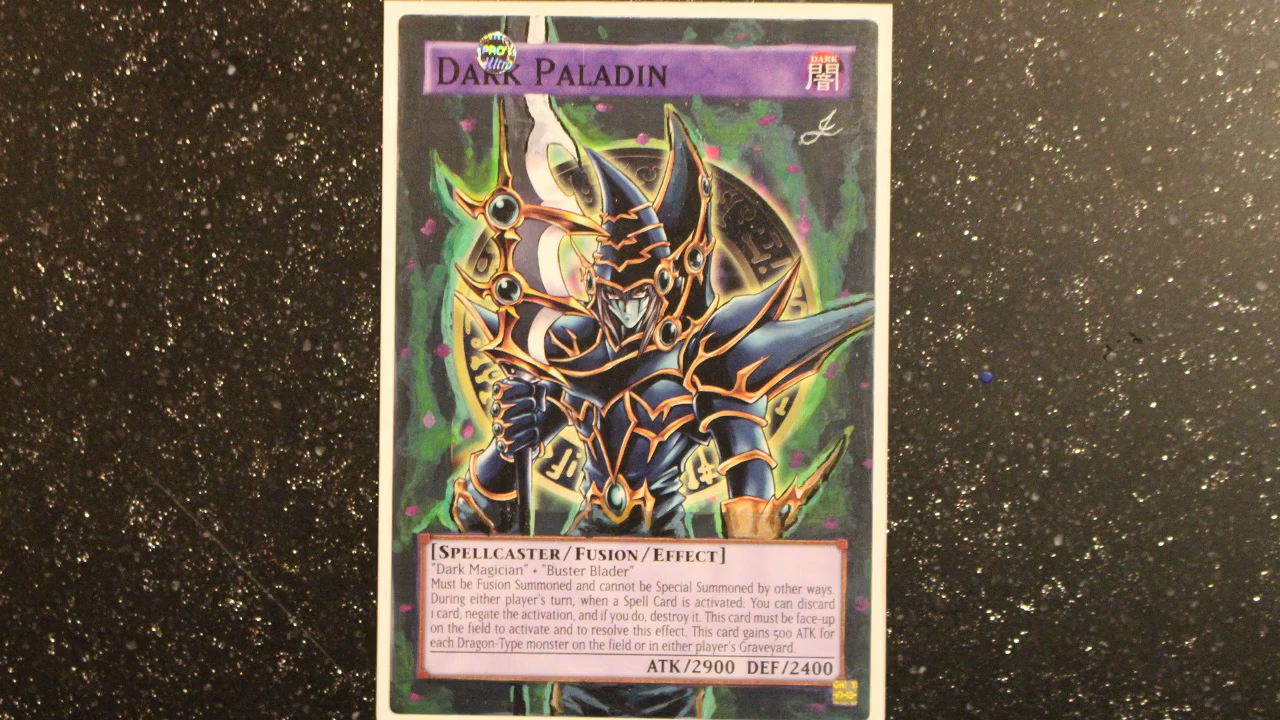 PRO
Ultra
DARK PALADIN
DARK
闇
[SPELLCASTER/FUSION/EFFECT]
"Dark Magician" + "Buster Blader"
Must be Fusion Summoned and cannot be Special Summoned by other ways.
During either player's turn, when a Spell Card is activated: You can discard
1 card; negate the activation, and if you do, destroy it. This card must be face-up
on the field to activate and to resolve this effect. This card gains 500 ATK for
each Dragon-Type monster on the field or in either player's Graveyard.
ATK/2900 DEF/2400